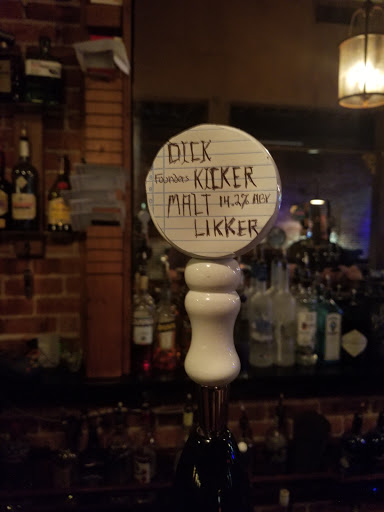 DICK
Founders KICKER
MALT 14.2% ABV
LIKKER